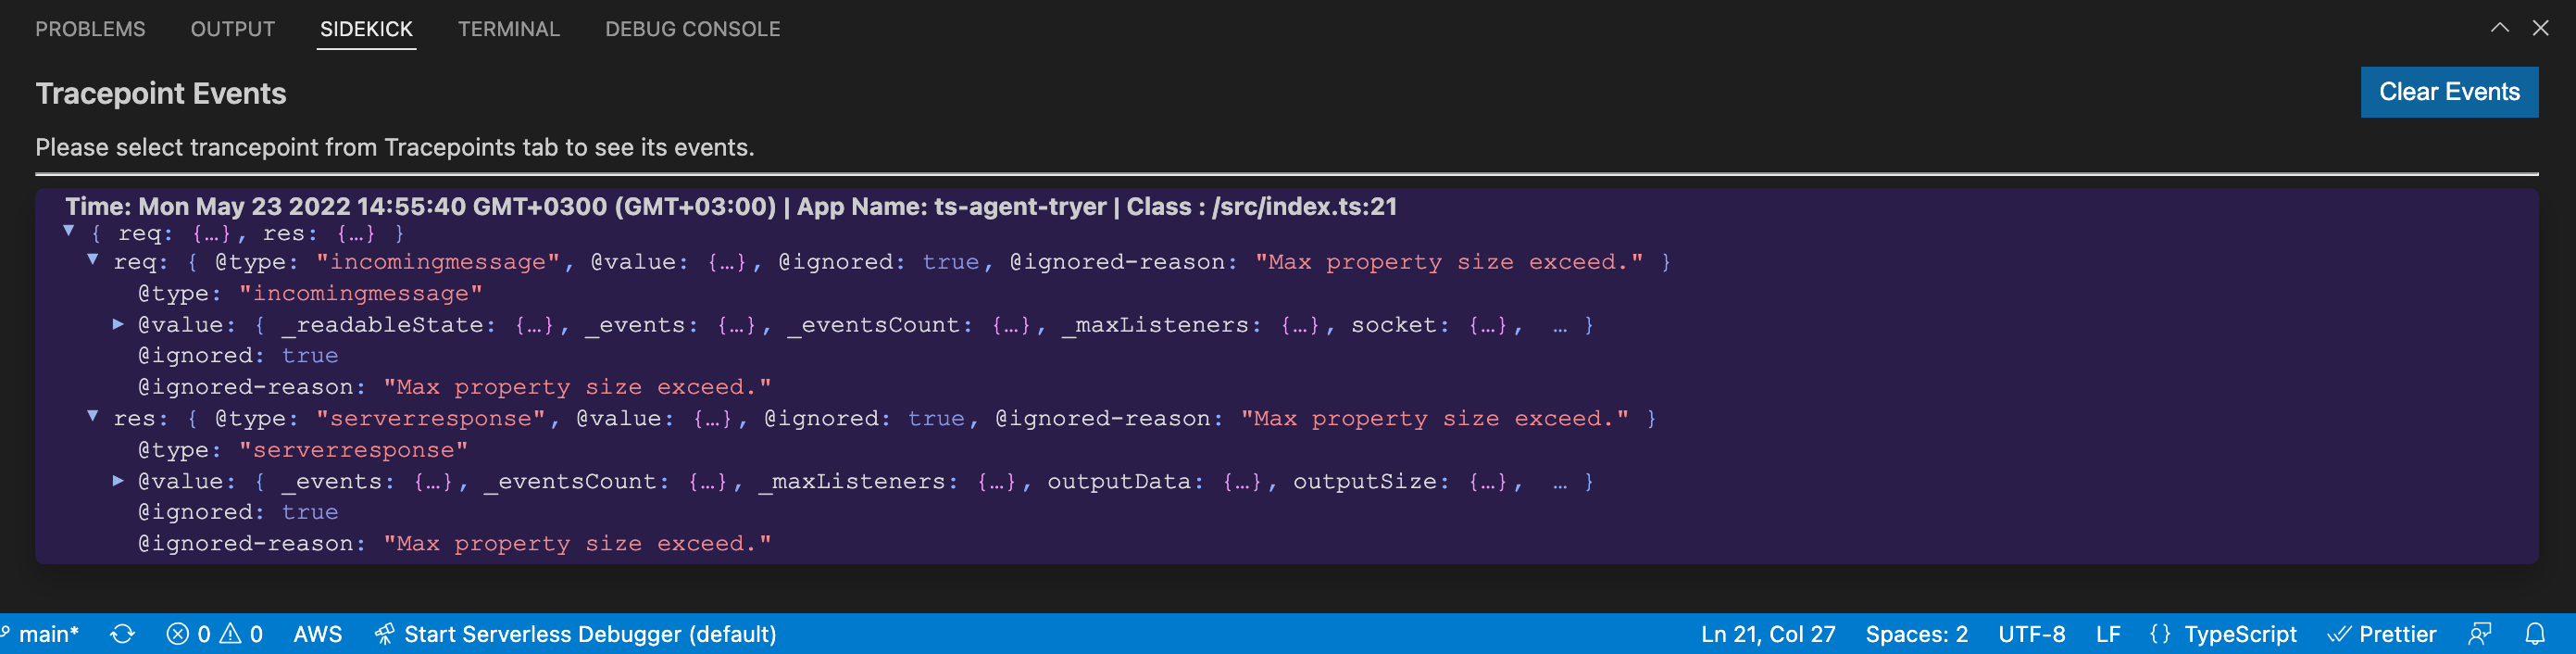 PROBLEMS OUTPUT SIDEKICK TERMINAL DEBUG CONSOLE
Tracepoint Events
Clear Events
Please select trancepoint from Tracepoints tab to see its events.
Time: Mon May 23 2022 14:55:40 GMT+0300 (GMT+03:00) | App Name: ts-agent-tryer | Class : /src/index.ts:21
{ req: {…}, res: {…} }
req: { @type: "incomingmessage", @value: {…}, @ignored: true, @ignored-reason: "Max property size exceed." }
@type: "incomingmessage"
@value: { _readableState: {…}, _events: {…}, _eventsCount: {…}, _maxListeners: {…}, socket: {…}, … }
@ignored: true
@ignored-reason: "Max property size exceed."
res: { @type: "serverresponse", @value: {…}, @ignored: true, @ignored-reason: "Max property size exceed." }
@type: "serverresponse"
@value: { _events: {…}, _eventsCount: {…}, _maxListeners: {…}, outputData: {…}, outputSize: {…}, … }
@ignored: true
@ignored-reason: "Max property size exceed."
main* 0 0 AWS Start Serverless Debugger (default) Ln 21, Col 27 Spaces: 2 UTF-8 LF {} TypeScript Prettier